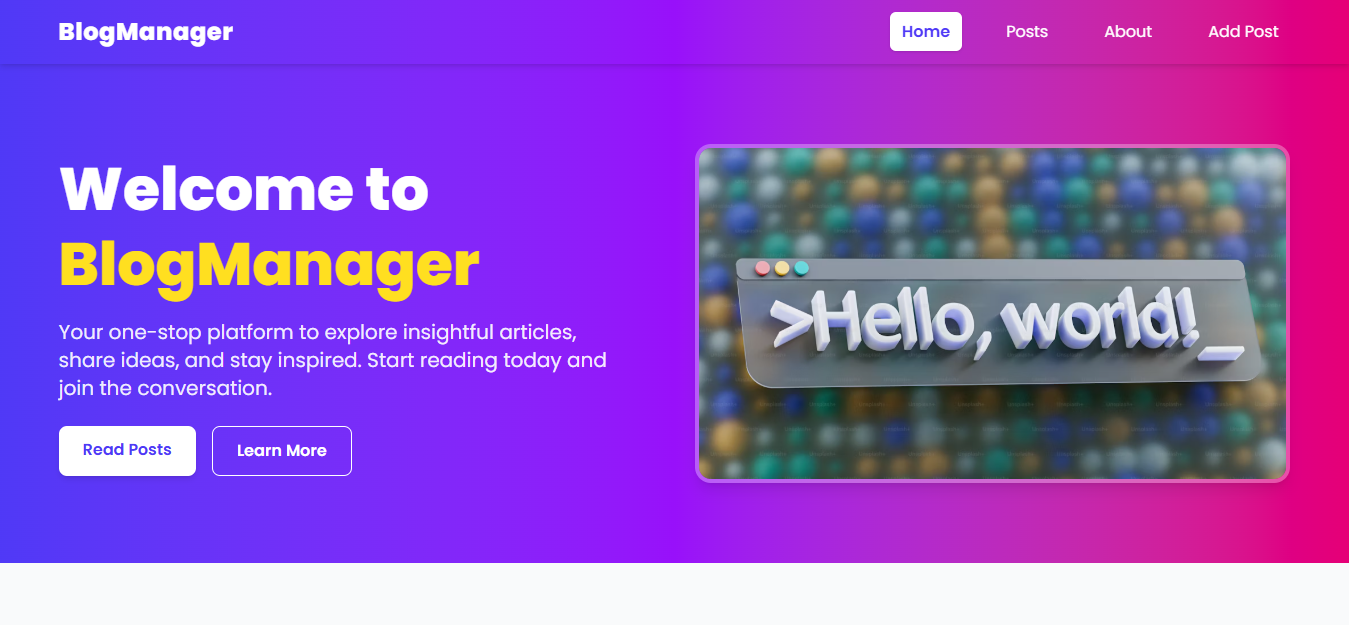 BlogManager
Home
Posts
About
Add Post
Welcome to
BlogManager
Your one-stop platform to explore insightful articles,
share ideas, and stay inspired. Start reading today and
join the conversation.
Read Posts
Learn More
>Hello, world!_